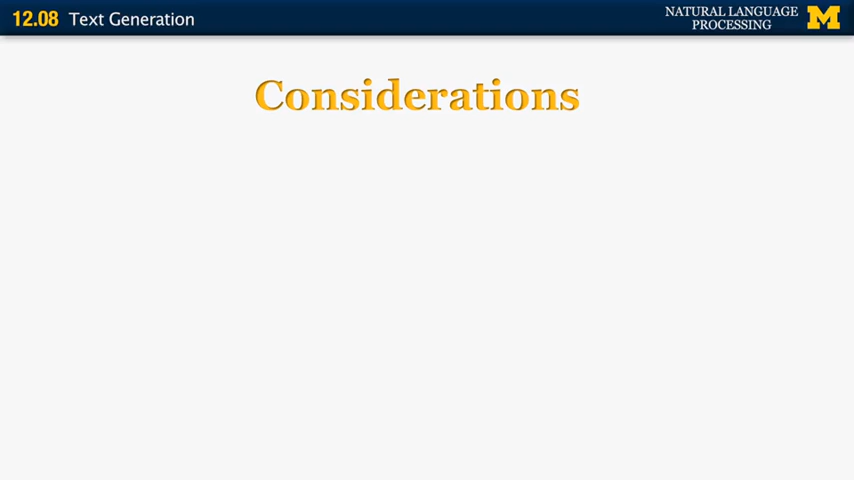 12.08 Text Generation
NATURAL LANGUAGE
PROCESSING
M
Considerations